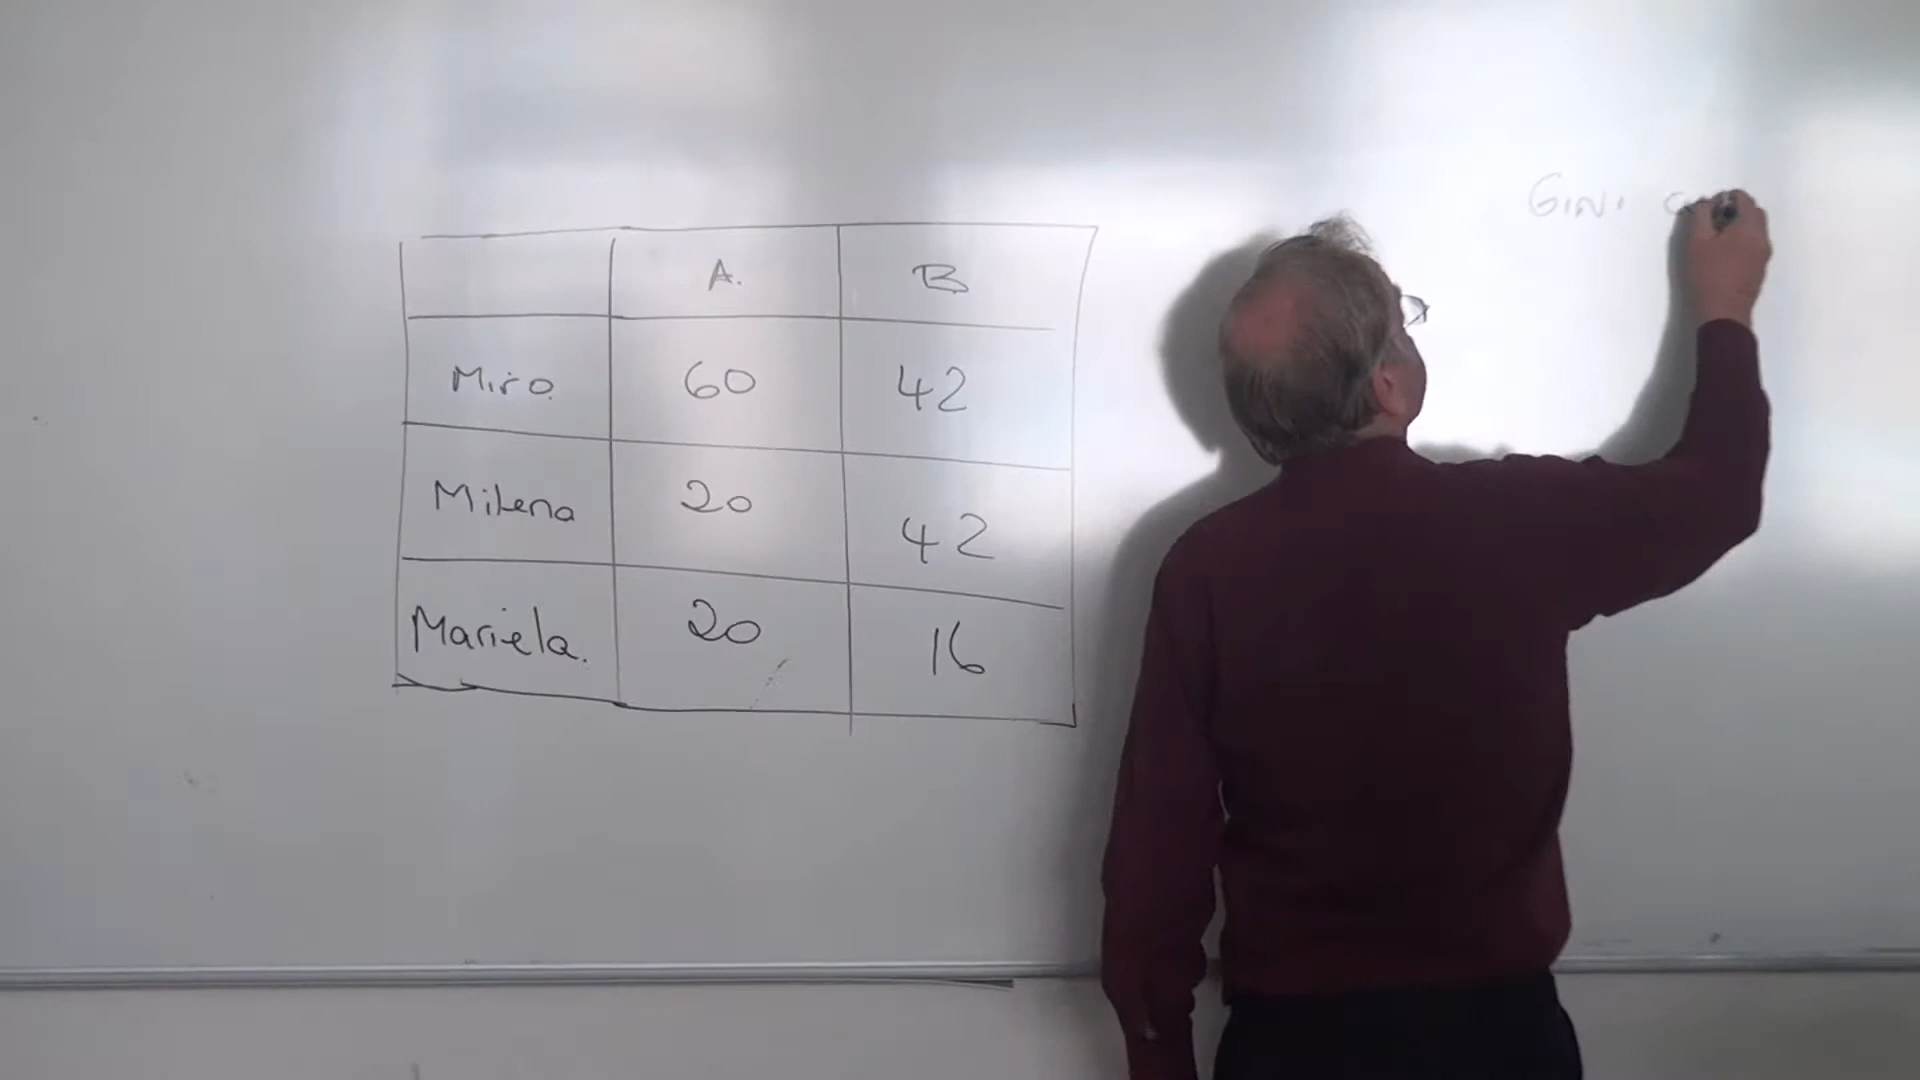 Gini
A. B
Miro. 60 42
Milena 20 42
Mariela. 20 16